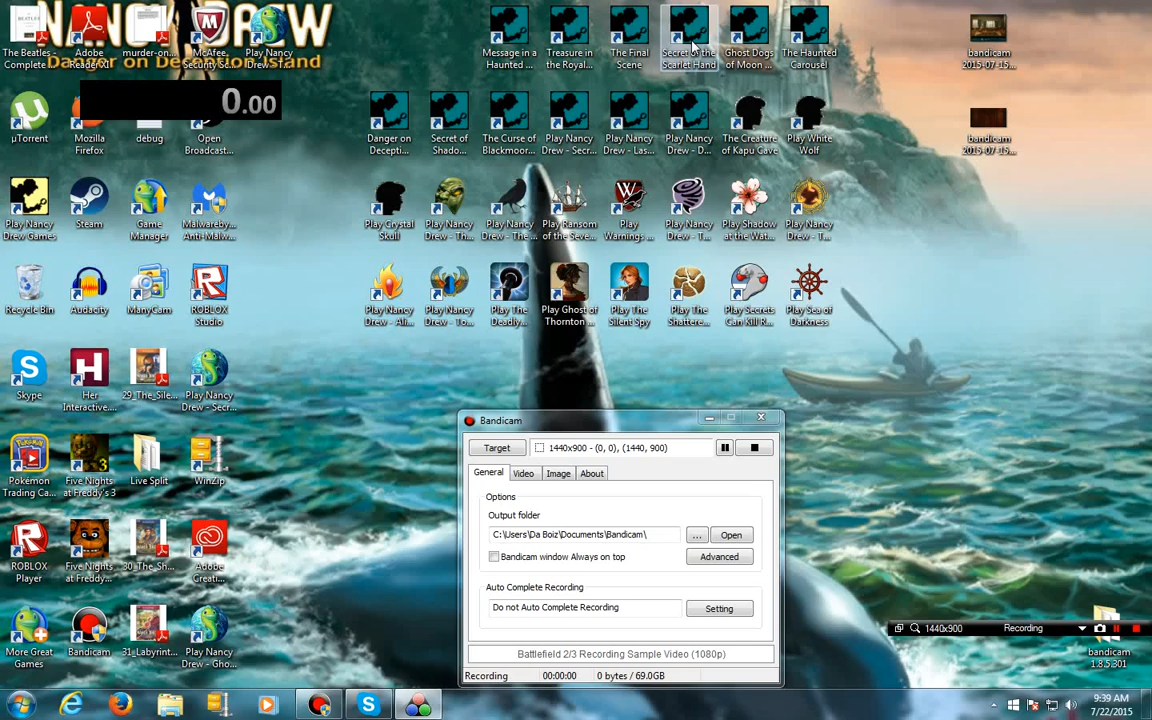 NANCY DREW
Danger on Deception Island
The Beatles - Complete ...
Adobe Reader XI
murder-on...
McAfee Security Sc...
Play Nancy Drew - ...
Message in a Haunted ...
Treasure in the Royal...
The Final Scene
Secret of the Scarlet Hand
Ghost Dogs of Moon ...
The Haunted Carousel
bandicam 2015-07-15...
0.00
µTorrent
Mozilla Firefox
debug
Open Broadcast...
Danger on Decepti...
Secret of Shado...
The Curse of Blackmoor...
Play Nancy Drew - Secr...
Play Nancy Drew - Las...
Play Nancy Drew - D...
The Creature of Kapu Cave
Play White Wolf
bandicam 2015-07-15...
Play Nancy Drew Games
Steam
Game Manager
Malwareby... Anti-Malw...
Play Crystal Skull
Play Nancy Drew - Th...
Play Nancy Drew - The ...
Play Ransom of the Seve...
Play Warnings ...
Play Nancy Drew - T...
Play Shadow at the Wat...
Play Nancy Drew - T...
Recycle Bin
Audacity
ManyCam
ROBLOX Studio
Play Nancy Drew - Ali...
Play Nancy Drew - To...
Play The Deadly...
Play Ghost of Thornton ...
Play The Silent Spy
Play The Shattere...
Play Secrets Can Kill R...
Play Sea of Darkness
Skype
Her Interactive...
29_The_Sile...
Play Nancy Drew - Secr...
Pokémon Trading Ca...
Five Nights at Freddy's 3
Live Split
WinZip
ROBLOX Player
Five Nights at Freddy...
30_The_Sh...
Adobe Creati...
More Great Games
Bandicam
31_Labyrint...
Play Nancy Drew - Gho...
Bandicam
Target
1440x900 - (0, 0), (1440, 900)
General Video Image About
Options
Output folder
C:\Users\Da Boiz\Documents\Bandicam\
... Open
Bandicam window Always on top
Advanced
Auto Complete Recording
Do not Auto Complete Recording
Setting
Battlefield 2/3 Recording Sample Video (1080p)
Recording 00:00:00 0 bytes / 69.0GB
1440x900 Recording
bandicam 1.8.5.301
9:39 AM
7/22/2015